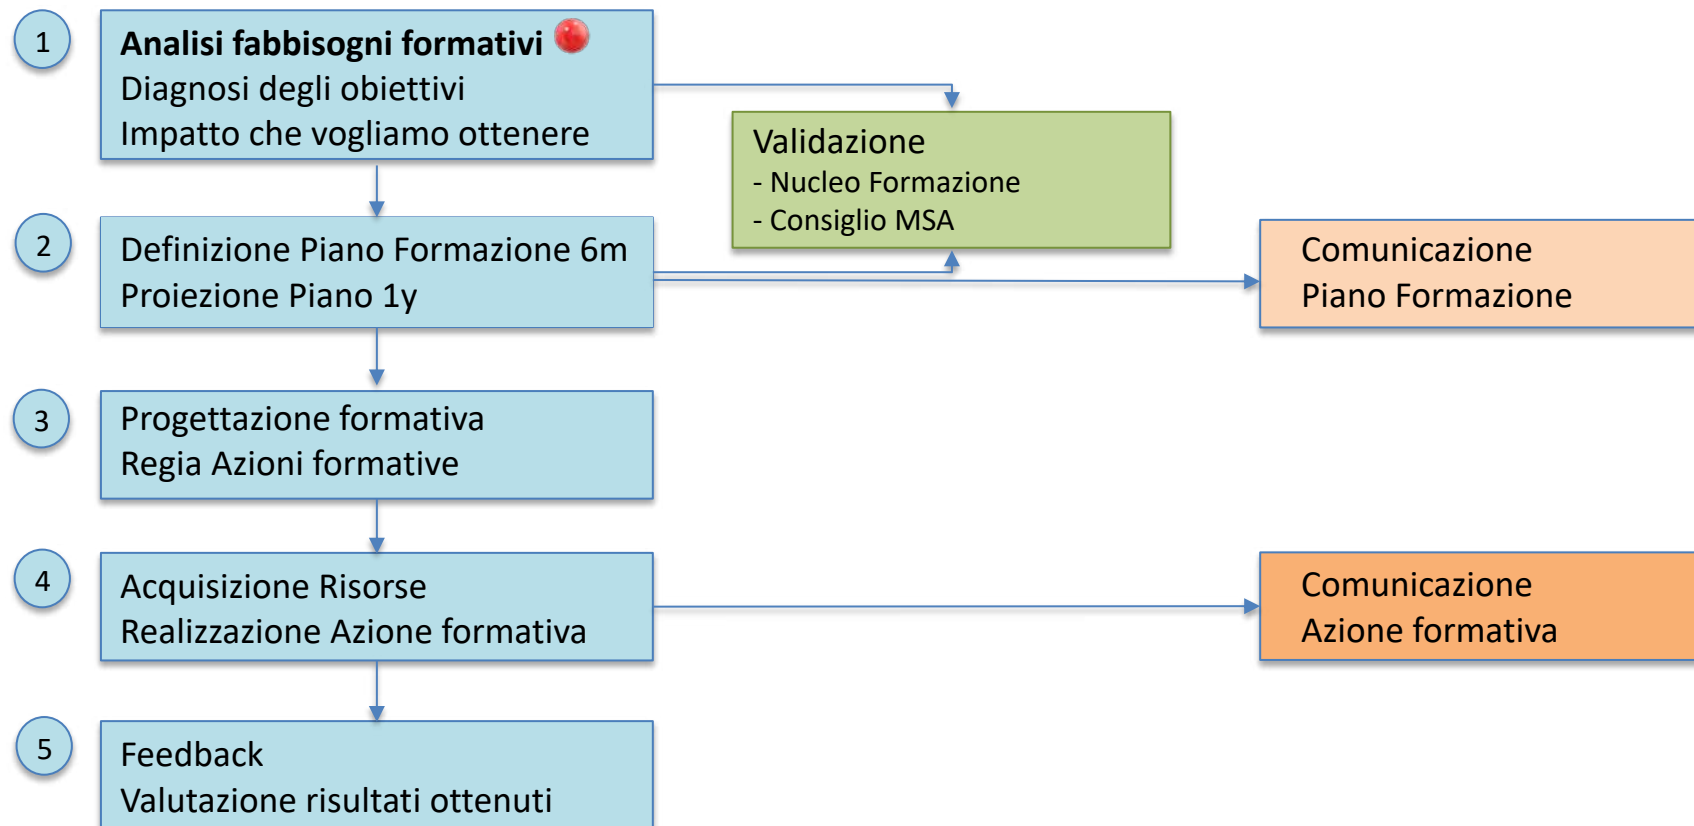 1
Analisi fabbisogni formativi
Diagnosi degli obiettivi
Impatto che vogliamo ottenere
Validazione
- Nucleo Formazione
- Consiglio MSA
2
Definizione Piano Formazione 6m
Proiezione Piano 1y
Comunicazione
Piano Formazione
3
Progettazione formativa
Regia Azioni formative
4
Acquisizione Risorse
Realizzazione Azione formativa
Comunicazione
Azione formativa
5
Feedback
Valutazione risultati ottenuti